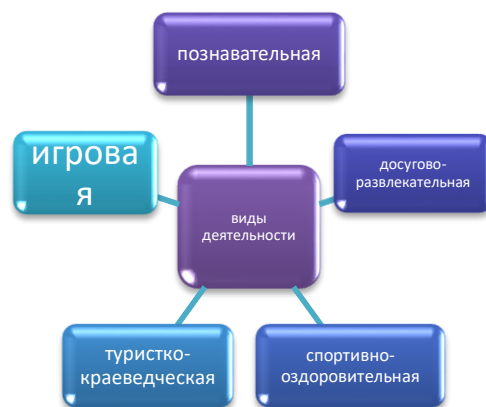 познавательная
игрова
я
досугово-
развлекательная
виды
деятельности
туристко-
краеведческая
спортивно-
оздоровительная